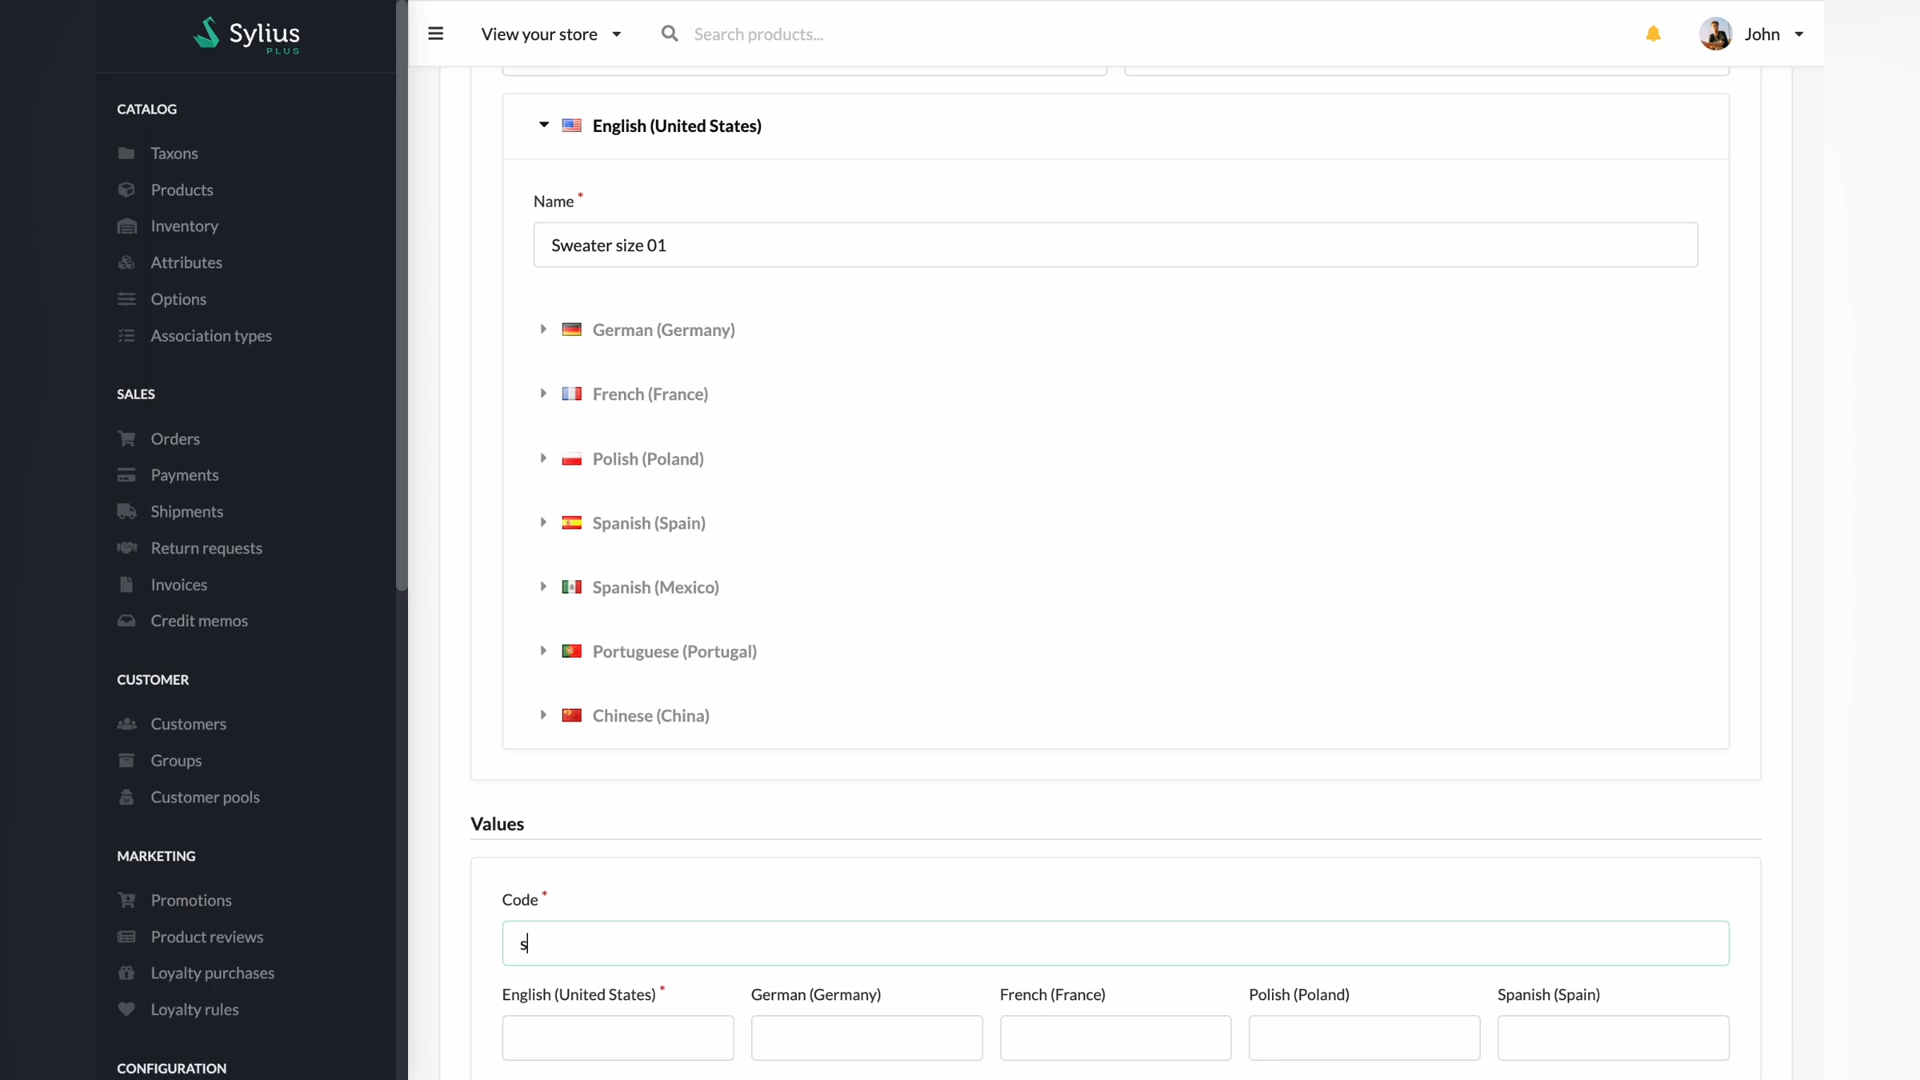 Sylius
PLUS
View your store
Search products...
John
CATALOG
Taxons
Products
Inventory
Attributes
Options
Association types
SALES
Orders
Payments
Shipments
Return requests
Invoices
Credit memos
CUSTOMER
Customers
Groups
Customer pools
MARKETING
Promotions
Product reviews
Loyalty purchases
Loyalty rules
CONFIGURATION
English (United States)
Name *
Sweater size 01
German (Germany)
French (France)
Polish (Poland)
Spanish (Spain)
Spanish (Mexico)
Portuguese (Portugal)
Chinese (China)
Values
Code *
s
English (United States) * German (Germany) French (France) Polish (Poland) Spanish (Spain)